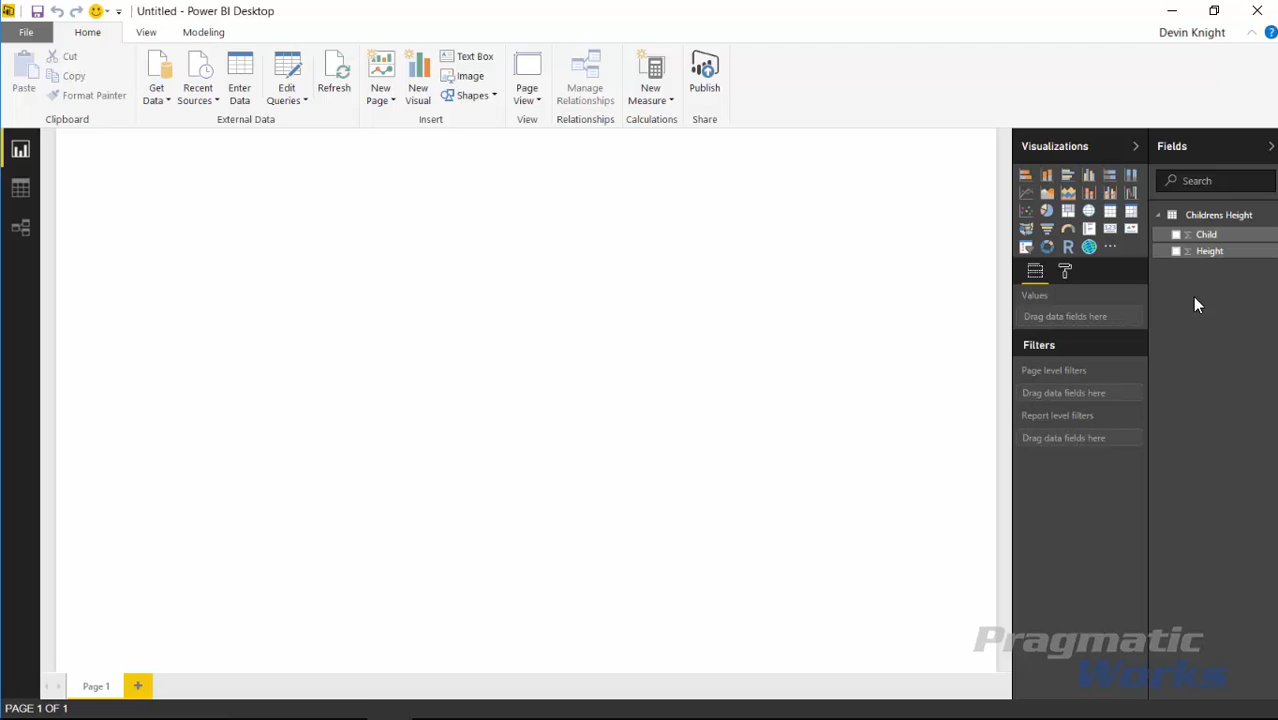 Untitled - Power BI Desktop
File
Home
View
Modeling
Devin Knight
Paste
Cut
Copy
Format Painter
Clipboard
Get Data
Recent Sources
Enter Data
Edit Queries
Refresh
External Data
New Page
New Visual
Text Box
Image
Shapes
Insert
Page View
View
Manage Relationships
Relationships
New Measure
Calculations
Publish
Share
Visualizations
Fields
Search
Childrens Height
Child
Height
R
Values
Drag data fields here
Filters
Page level filters
Drag data fields here
Report level filters
Drag data fields here
Pragmatic
Works
Page 1
PAGE 1 OF 1